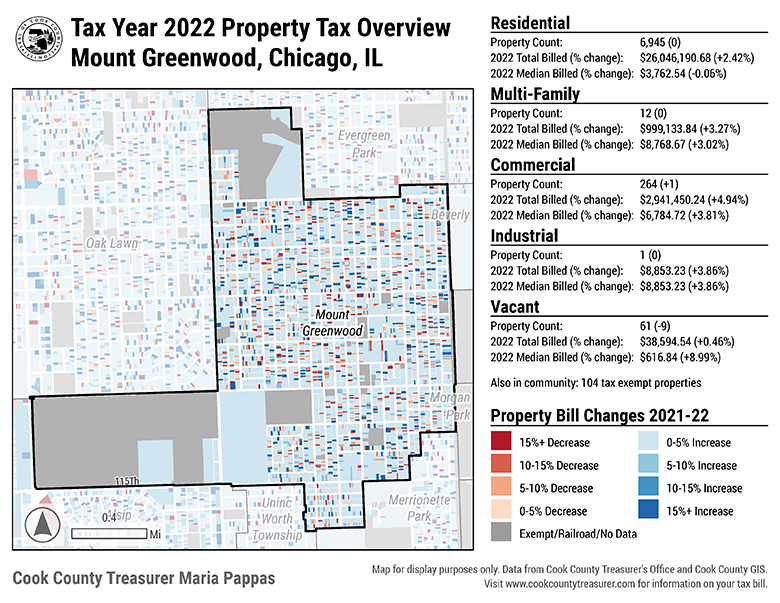 Tax Year 2022 Property Tax Overview
Mount Greenwood, Chicago, IL
Evergreen
Park
Beverly
Oak Lawn
Mount
Greenwood
Morgan
Park
115Th
0.4
Mi
Uninc
Worth
Township
Merrionette
Park
Cook County Treasurer Maria Pappas
Residential
Property Count: 6,945 (0)
2022 Total Billed (% change): $26,046,190.68 (+2.42%)
2022 Median Billed (% change): $3,762.54 (-0.06%)
Multi-Family
Property Count: 12 (0)
2022 Total Billed (% change): $999,133.84 (+3.27%)
2022 Median Billed (% change): $8,768.67 (+3.02%)
Commercial
Property Count: 264 (+1)
2022 Total Billed (% change): $2,941,450.24 (+4.94%)
2022 Median Billed (% change): $6,784.72 (+3.81%)
Industrial
Property Count: 1 (0)
2022 Total Billed (% change): $8,853.23 (+3.86%)
2022 Median Billed (% change): $8,853.23 (+3.86%)
Vacant
Property Count: 61 (-9)
2022 Total Billed (% change): $38,594.54 (+0.46%)
2022 Median Billed (% change): $616.84 (+8.99%)
Also in community: 104 tax exempt properties
Property Bill Changes 2021-22
15%+ Decrease 0-5% Increase
10-15% Decrease 5-10% Increase
5-10% Decrease 10-15% Increase
0-5% Decrease 15%+ Increase
Exempt/Railroad/No Data
Map for display purposes only. Data from Cook County Treasurer's Office and Cook County GIS.
Visit www.cookcountytreasurer.com for information on your tax bill.